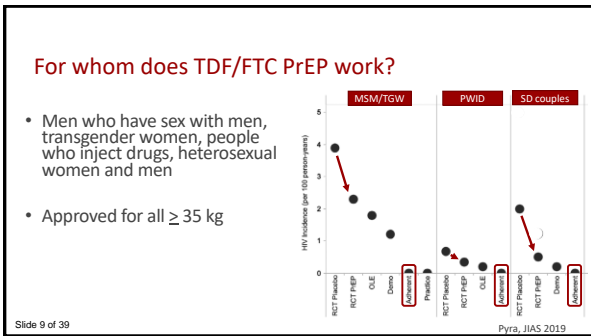 For whom does TDF/FTC PrEP work?
• Men who have sex with men,
transgender women, people
who inject drugs, heterosexual
women and men
• Approved for all ≥ 35 kg
MSM/TGW
PWID
SD couples
HIV Incidence (per 100 person-years)
5
4
3
2
1
0
RCT Placebo
RCT PrEP
OLE
Demo
Adherent
Practice
RCT Placebo
RCT PrEP
OLE
Adherent
RCT Placebo
RCT PrEP
Demo
Adherent
Slide 9 of 39
Pyra, JIAS 2019